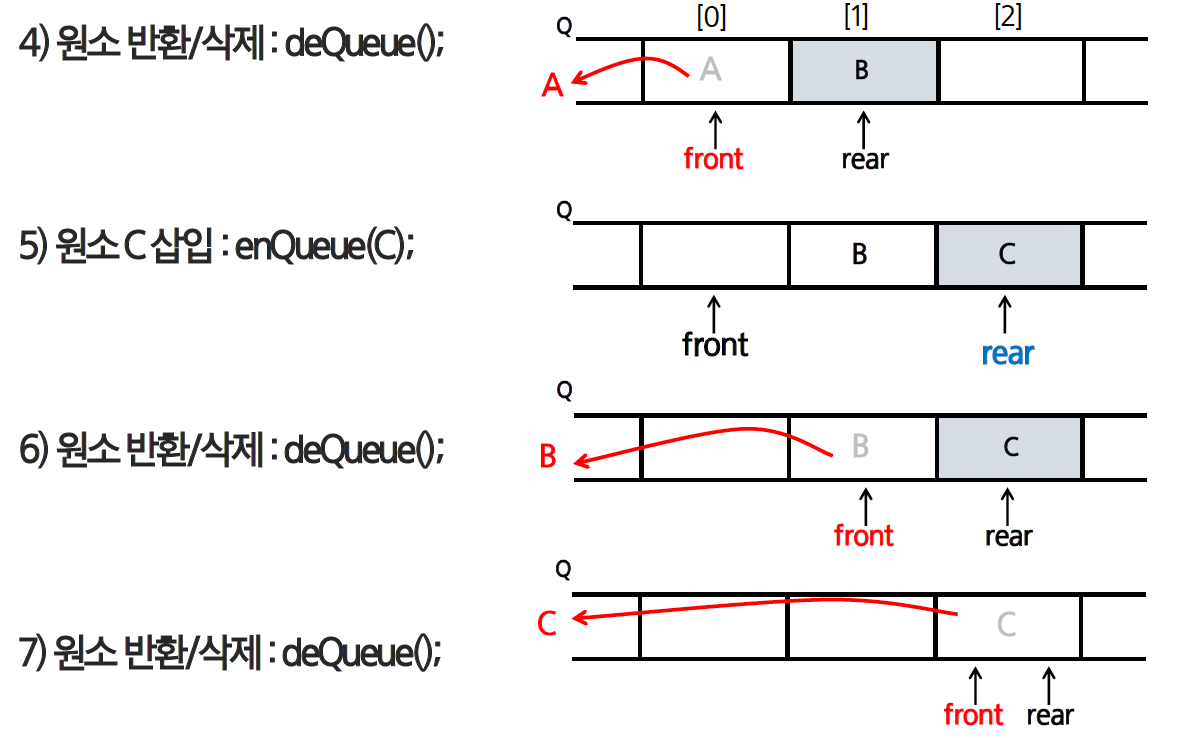 Q [0] [1] [2]
4) 원소 반환/삭제 : deQueue();
A A B
front rear
Q
5) 원소 C 삽입 : enQueue(C);
B C
front rear
Q
6) 원소 반환/삭제 : deQueue();
B B C
front rear
Q
7) 원소 반환/삭제 : deQueue();
C C
front rear